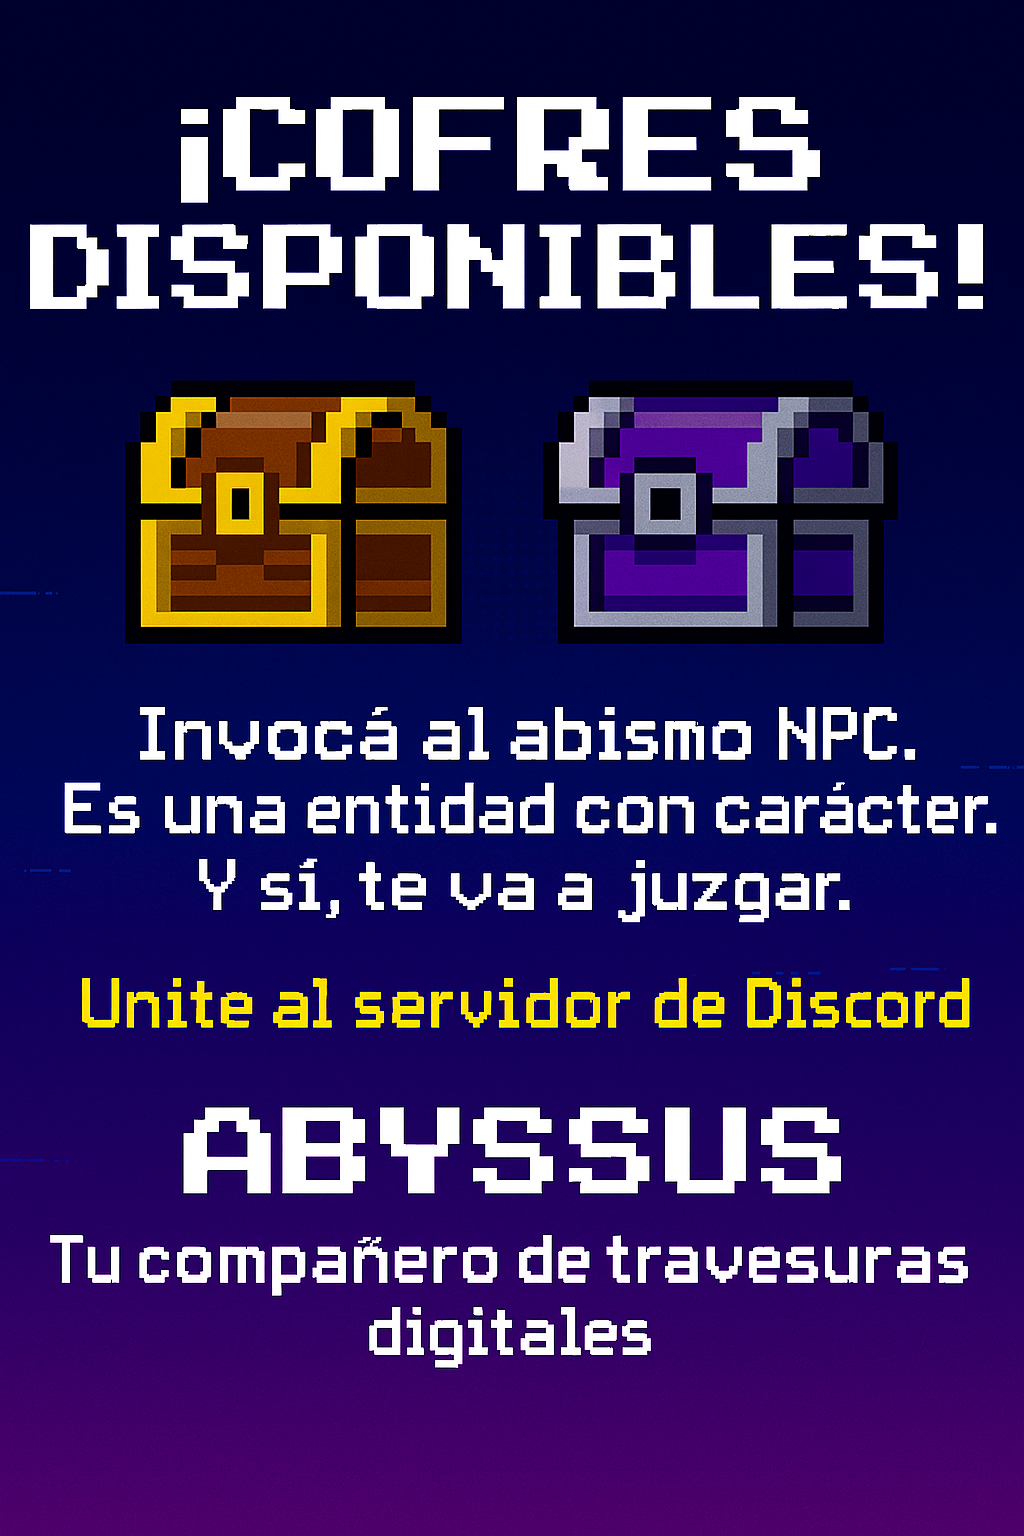 ¡COFRES
DISPONIBLES!
Invocá al abismo NPC.
Es una entidad con carácter.
Y sí, te va a juzgar.
Unite al servidor de Discord
ABYSSUS
Tu compañero de travesuras
digitales